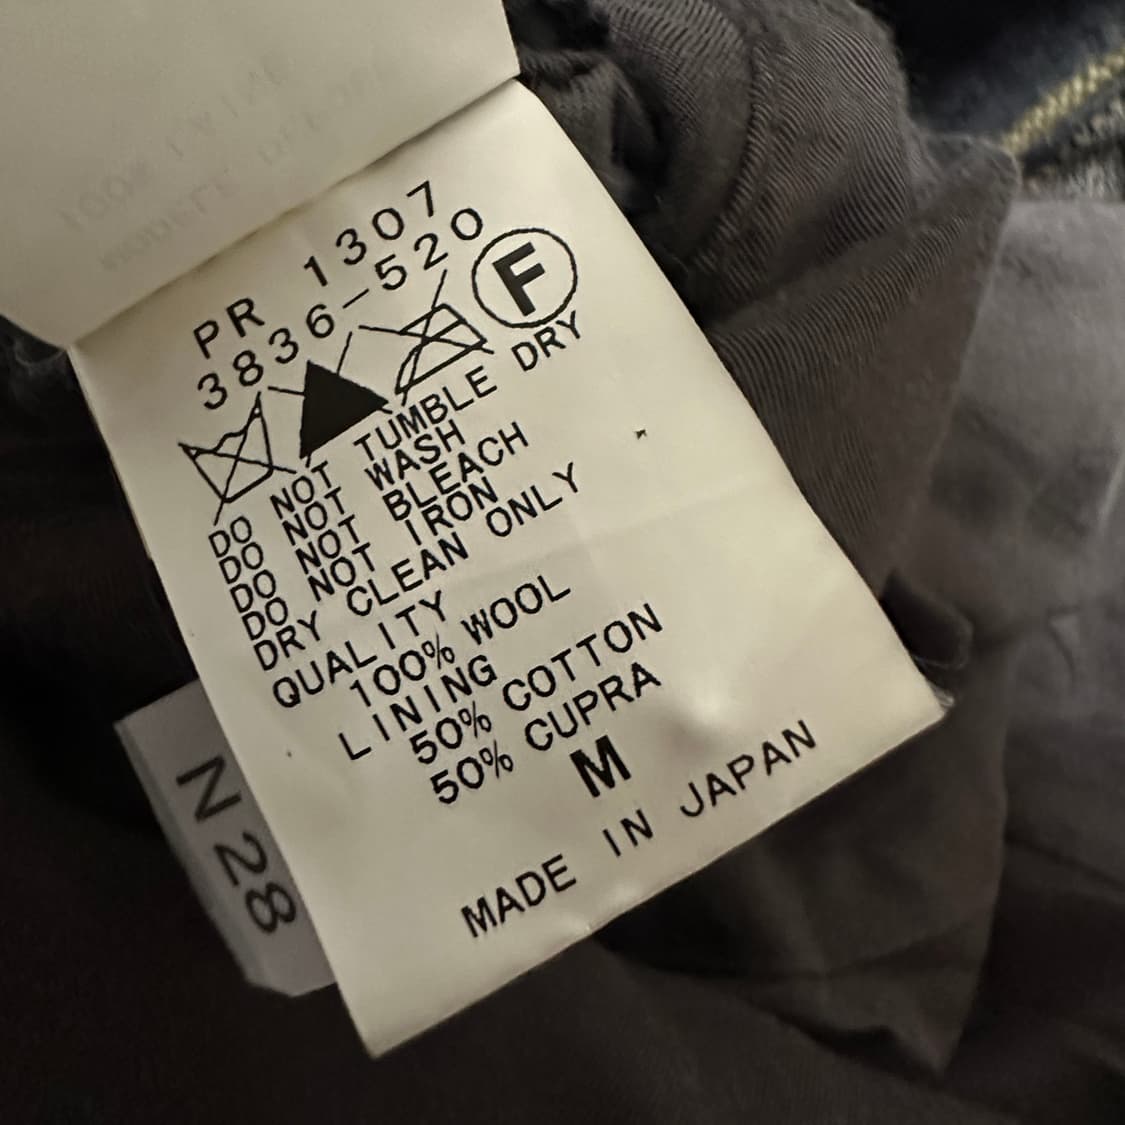 PR 1307
3836-520
F
DO NOT TUMBLE DRY
DO NOT WASH
DO NOT BLEACH
DO NOT IRON
DRY CLEAN ONLY
QUALITY
100% WOOL
LINING
50% COTTON
50% CUPRA
M
MADE IN JAPAN
N28